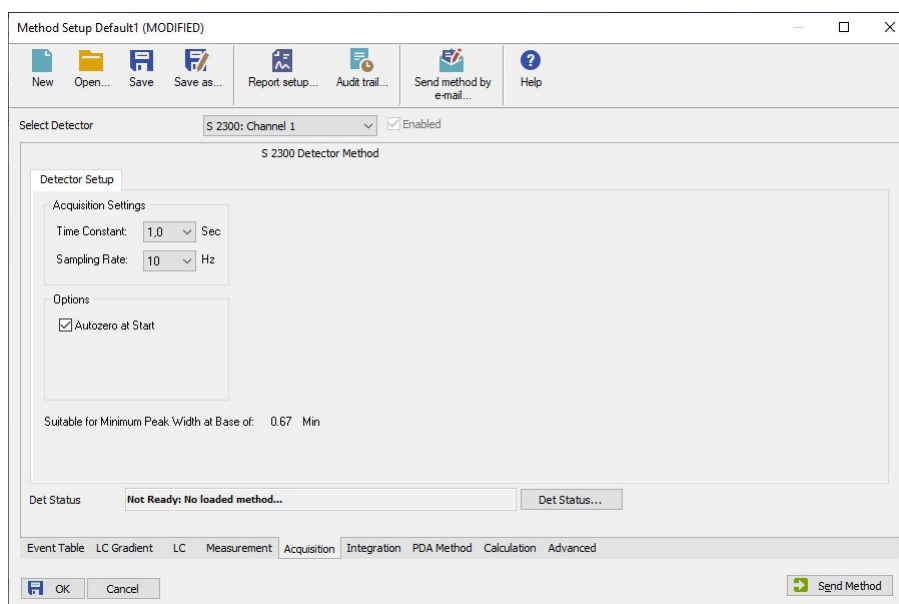 Method Setup Default1 (MODIFIED)
New Open... Save Save as... Report setup... Audit trail... Send method by e-mail... Help
Select Detector S 2300: Channel 1 Enabled
S 2300 Detector Method
Detector Setup
Acquisition Settings
Time Constant: 1,0 Sec
Sampling Rate: 10 Hz
Options
Autozero at Start
Suitable for Minimum Peak Width at Base of: 0.67 Min
Det Status Not Ready: No loaded method... Det Status...
Event Table LC Gradient LC Measurement Acquisition Integration PDA Method Calculation Advanced
OK Cancel Send Method